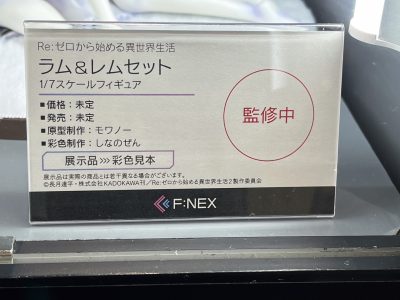 Re:ゼロから始める異世界生活
ラム&レムセット
1/7スケールフィギュア
■価格:未定
■発売:未定
■原型制作:モワノー
■彩色制作:しなのぜん
監修中
展示品>>>彩色見本
展示品は実際の商品とは若干異なる場合がございます。
©長月達平・株式会社KADOKAWA刊/Re:ゼロから始める異世界生活2製作委員会
F:NEX